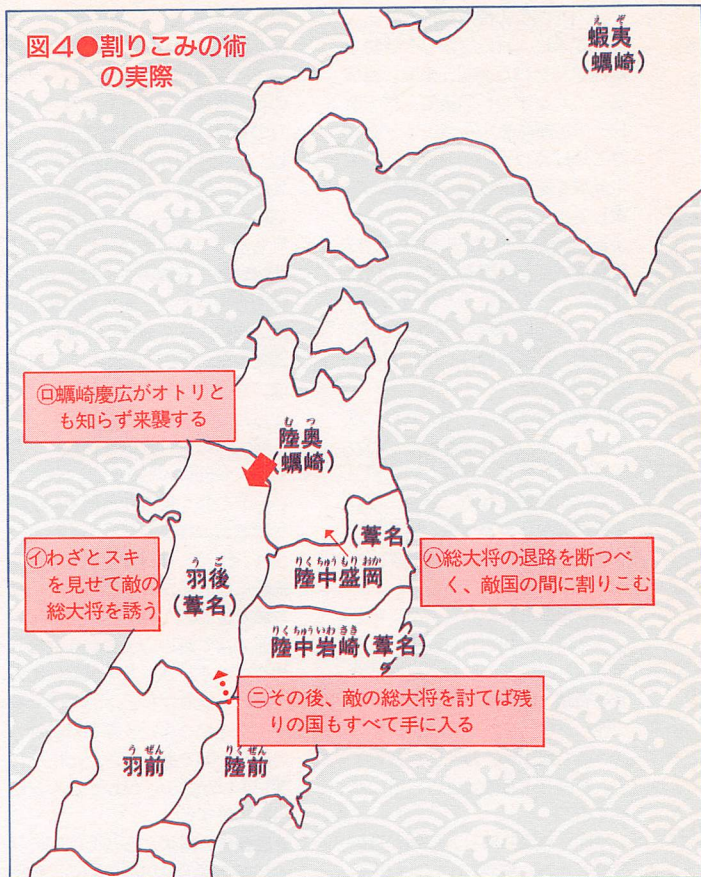 図4●割りこみの術
の実際
えぞ
蝦夷
(蠣崎)
㋺蠣崎慶広がオトリと
も知らず来襲する
むつ
陸奥
(蠣崎)
㋑わざとスキ
を見せて敵の
総大将を誘う
うご
羽後
(葦名)
(葦名)
りくちゅうもりおか
陸中盛岡
㋩総大将の退路を断つべ
く、敵国の間に割りこむ
りくちゅういわさき
陸中岩崎(葦名)
㋥その後、敵の総大将を討てば残
りの国もすべて手に入る
うぜん
羽前
りくぜん
陸前